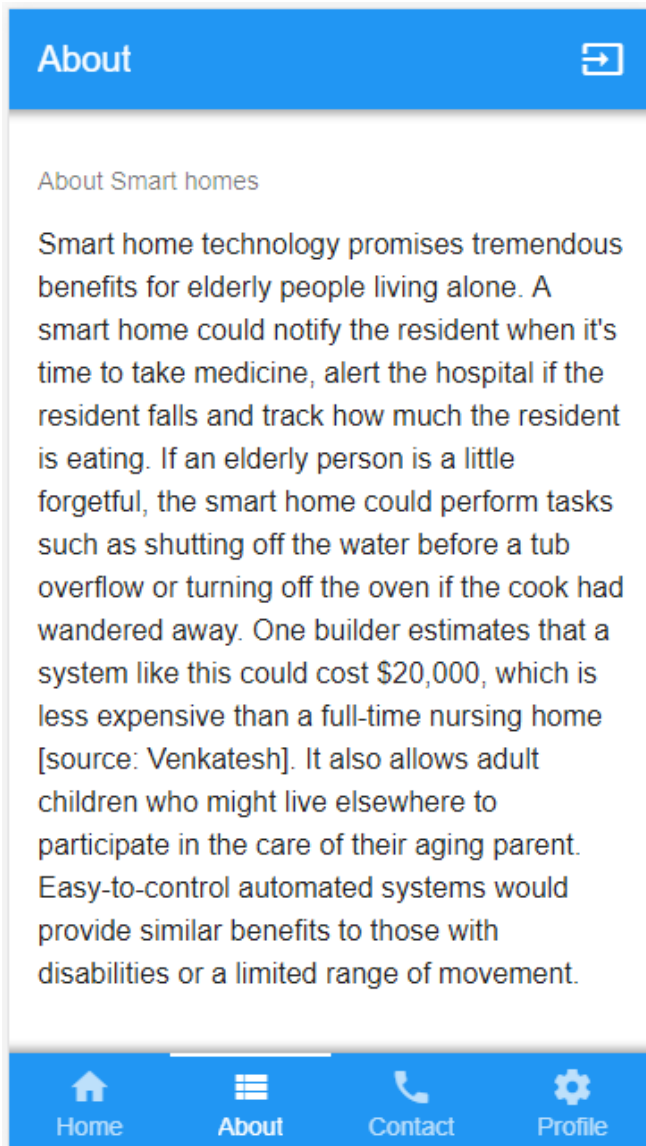 About
About Smart homes
Smart home technology promises tremendous
benefits for elderly people living alone. A
smart home could notify the resident when it's
time to take medicine, alert the hospital if the
resident falls and track how much the resident
is eating. If an elderly person is a little
forgetful, the smart home could perform tasks
such as shutting off the water before a tub
overflow or turning off the oven if the cook had
wandered away. One builder estimates that a
system like this could cost $20,000, which is
less expensive than a full-time nursing home
[source: Venkatesh]. It also allows adult
children who might live elsewhere to
participate in the care of their aging parent.
Easy-to-control automated systems would
provide similar benefits to those with
disabilities or a limited range of movement.
Home About Contact Profile